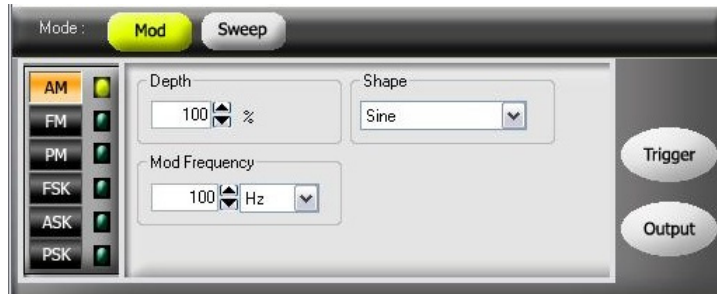 Mode :
Mod
Sweep
AM
FM
PM
FSK
ASK
PSK
Depth
100 %
Shape
Sine
Mod Frequency
100 Hz
Trigger
Output